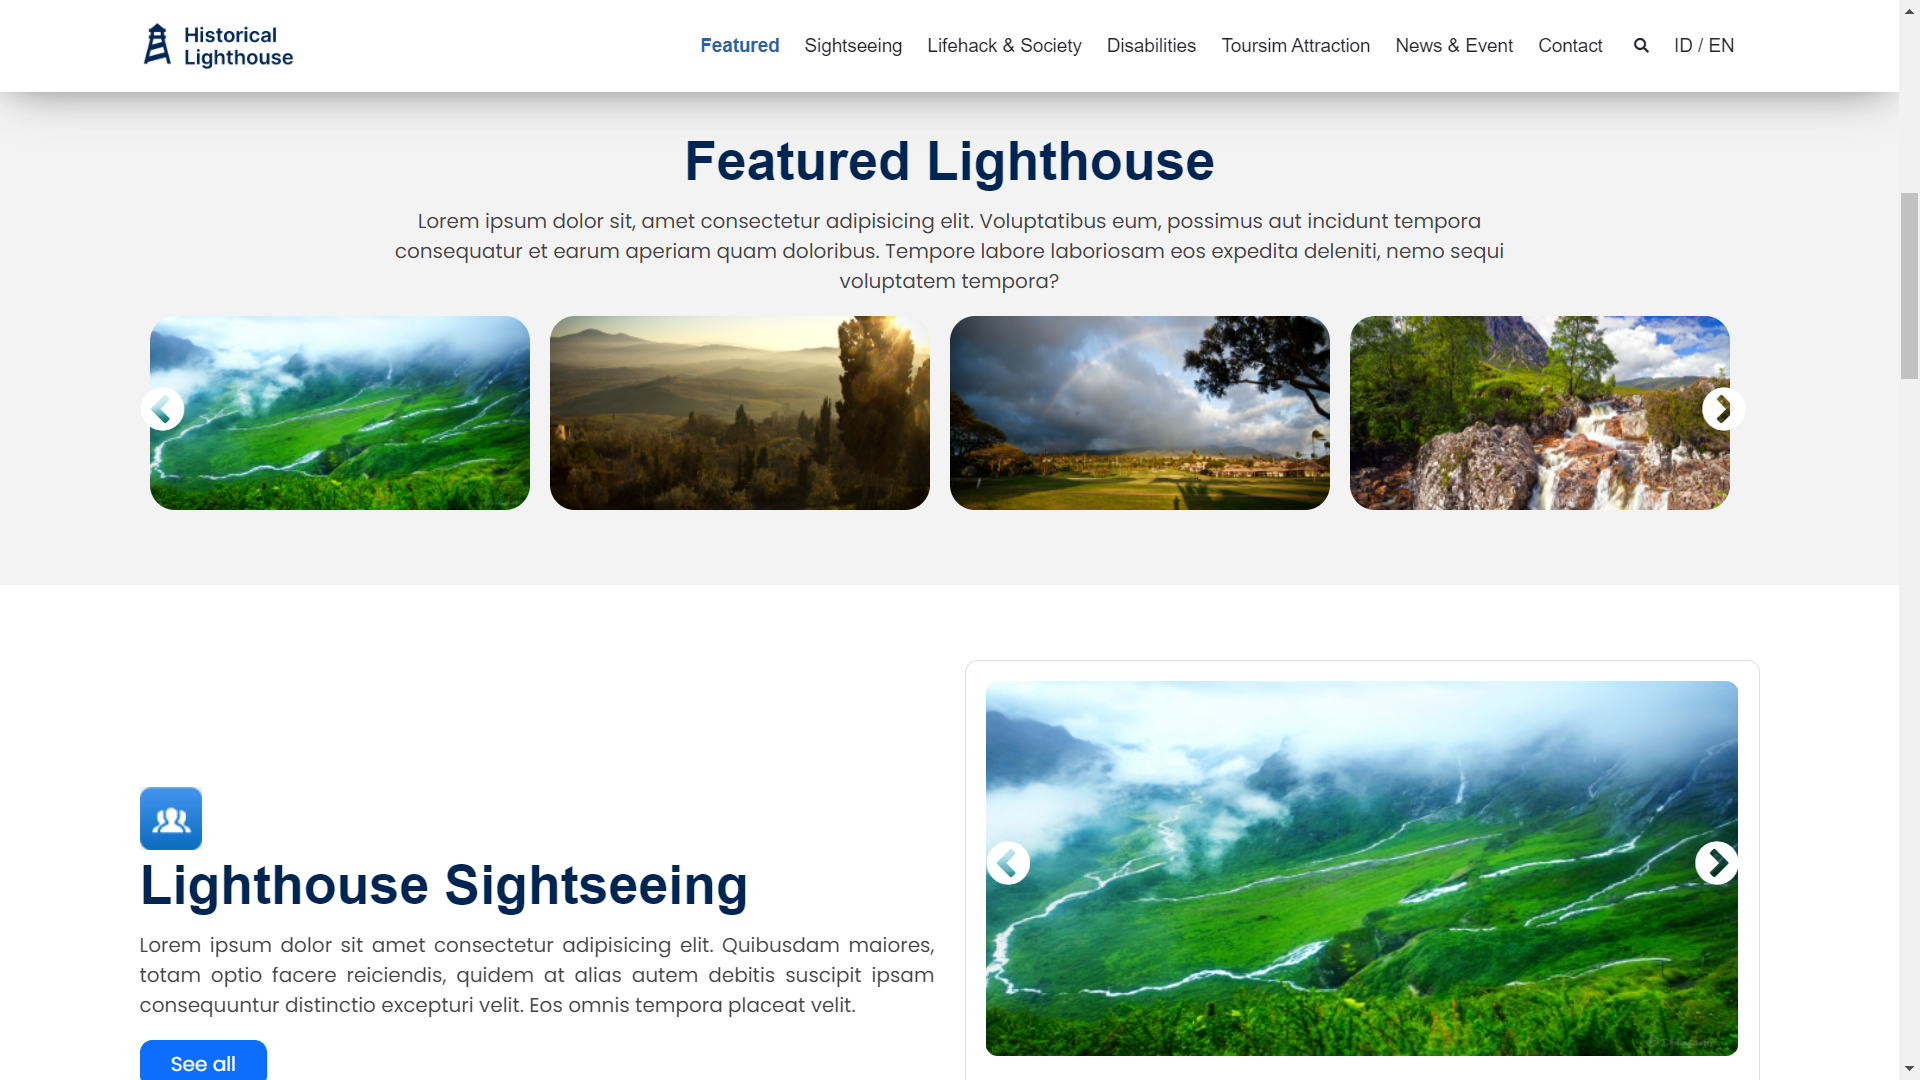 Historical
Lighthouse
Featured Sightseeing Lifehack & Society Disabilities Toursim Attraction News & Event Contact ID / EN
Featured Lighthouse
Lorem ipsum dolor sit, amet consectetur adipisicing elit. Voluptatibus eum, possimus aut incidunt tempora
consequatur et earum aperiam quam doloribus. Tempore labore laboriosam eos expedita deleniti, nemo sequi
voluptatem tempora?
Lighthouse Sightseeing
Lorem ipsum dolor sit amet consectetur adipisicing elit. Quibusdam maiores,
totam optio facere reiciendis, quidem at alias autem debitis suscipit ipsam
consequuntur distinctio excepturi velit. Eos omnis tempora placeat velit.
See all